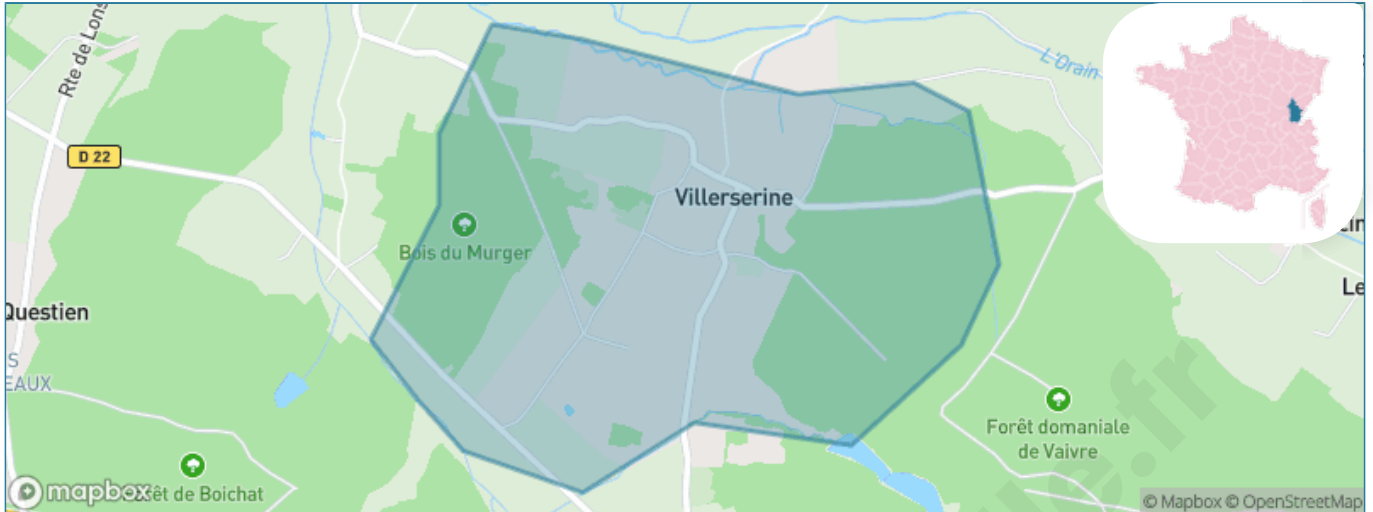 Rte de Lons
L'Orain
D 22
Villerserine
Bois du Murger
Questien
S
EAUX
Le
Forêt domaniale
de Vaivre
mapbox
Forêt de Boichat
© Mapbox © OpenStreetMap